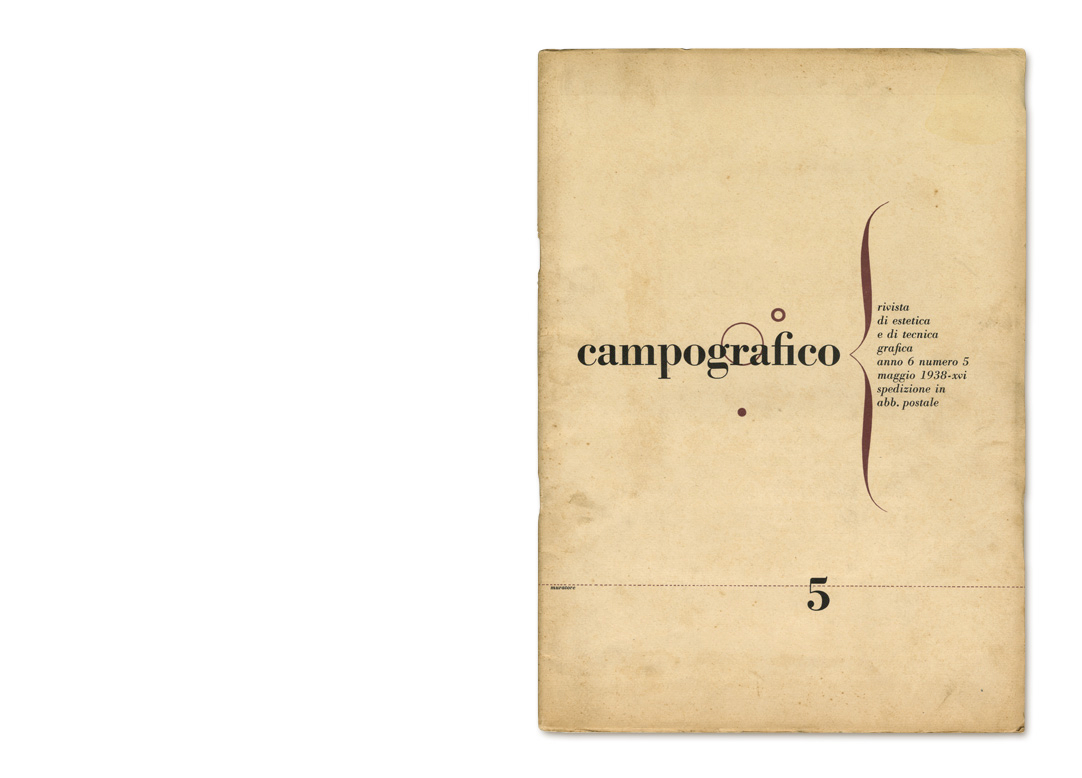 campografico
rivista
di estetica
e di tecnica
grafica
anno 6 numero 5
maggio 1938-xvi
spedizione in
abb. postale
muratore
5